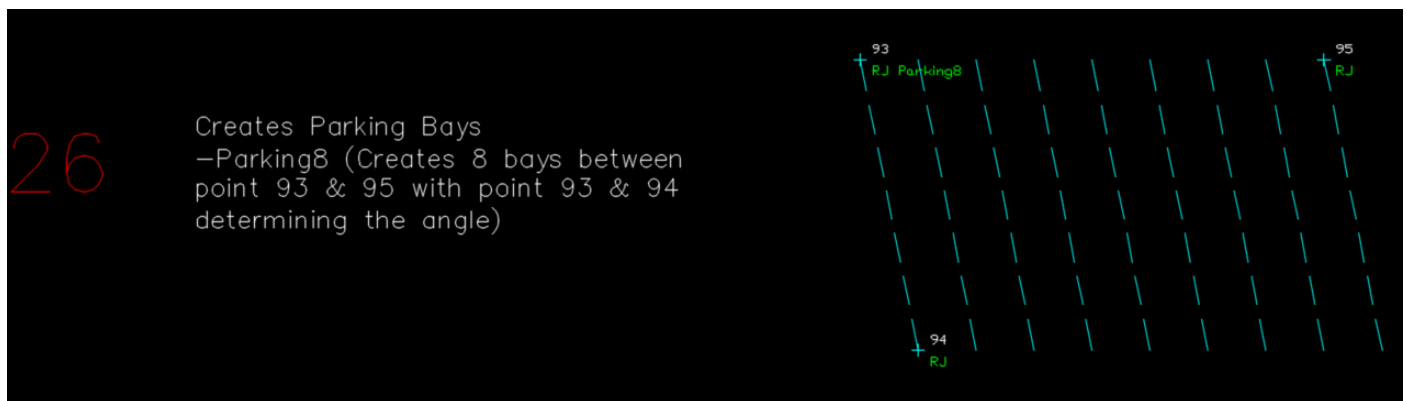 26
Creates Parking Bays
-Parking8 (Creates 8 bays between
point 93 & 95 with point 93 & 94
determining the angle)
93
RJ Parking8
95
RJ
94
RJ